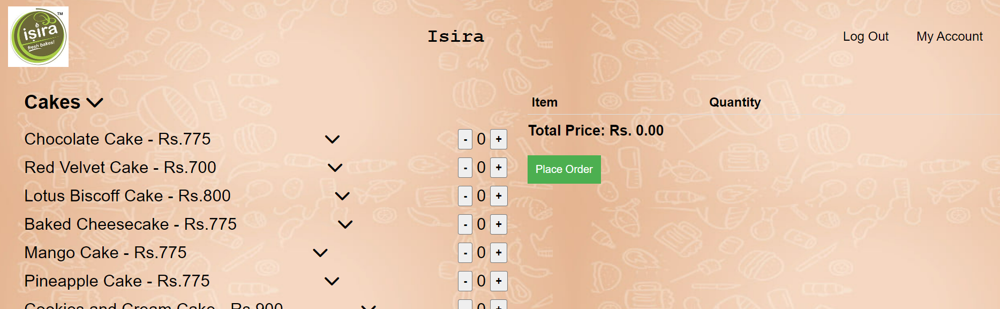 TM
isira
fresh bakes!
Isira
Log Out
My Account
Cakes
Item
Quantity
Chocolate Cake - Rs.775
- 0 +
Red Velvet Cake - Rs.700
- 0 +
Lotus Biscoff Cake - Rs.800
- 0 +
Baked Cheesecake - Rs.775
- 0 +
Mango Cake - Rs.775
- 0 +
Pineapple Cake - Rs.775
- 0 +
Cookies and Cream Cake - Rs.900
- 0 +
Total Price: Rs. 0.00
Place Order